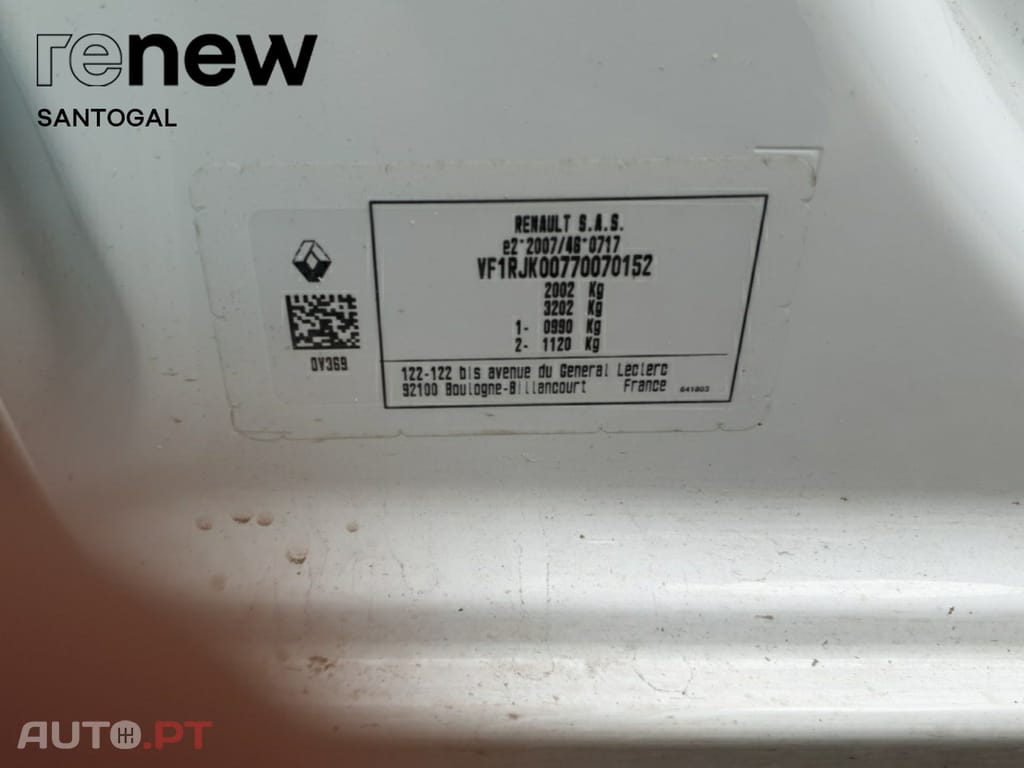 renew
SANTOGAL
RENAULT S.A.S.
e2*2007/46*0717
VF1RJK00770070152
2002 Kg
3202 Kg
1- 0990 Kg
2- 1120 Kg
0V369
122-122 bis avenue du General Leclerc
92100 Boulogne-Billancourt France 641803
AUTO.PT